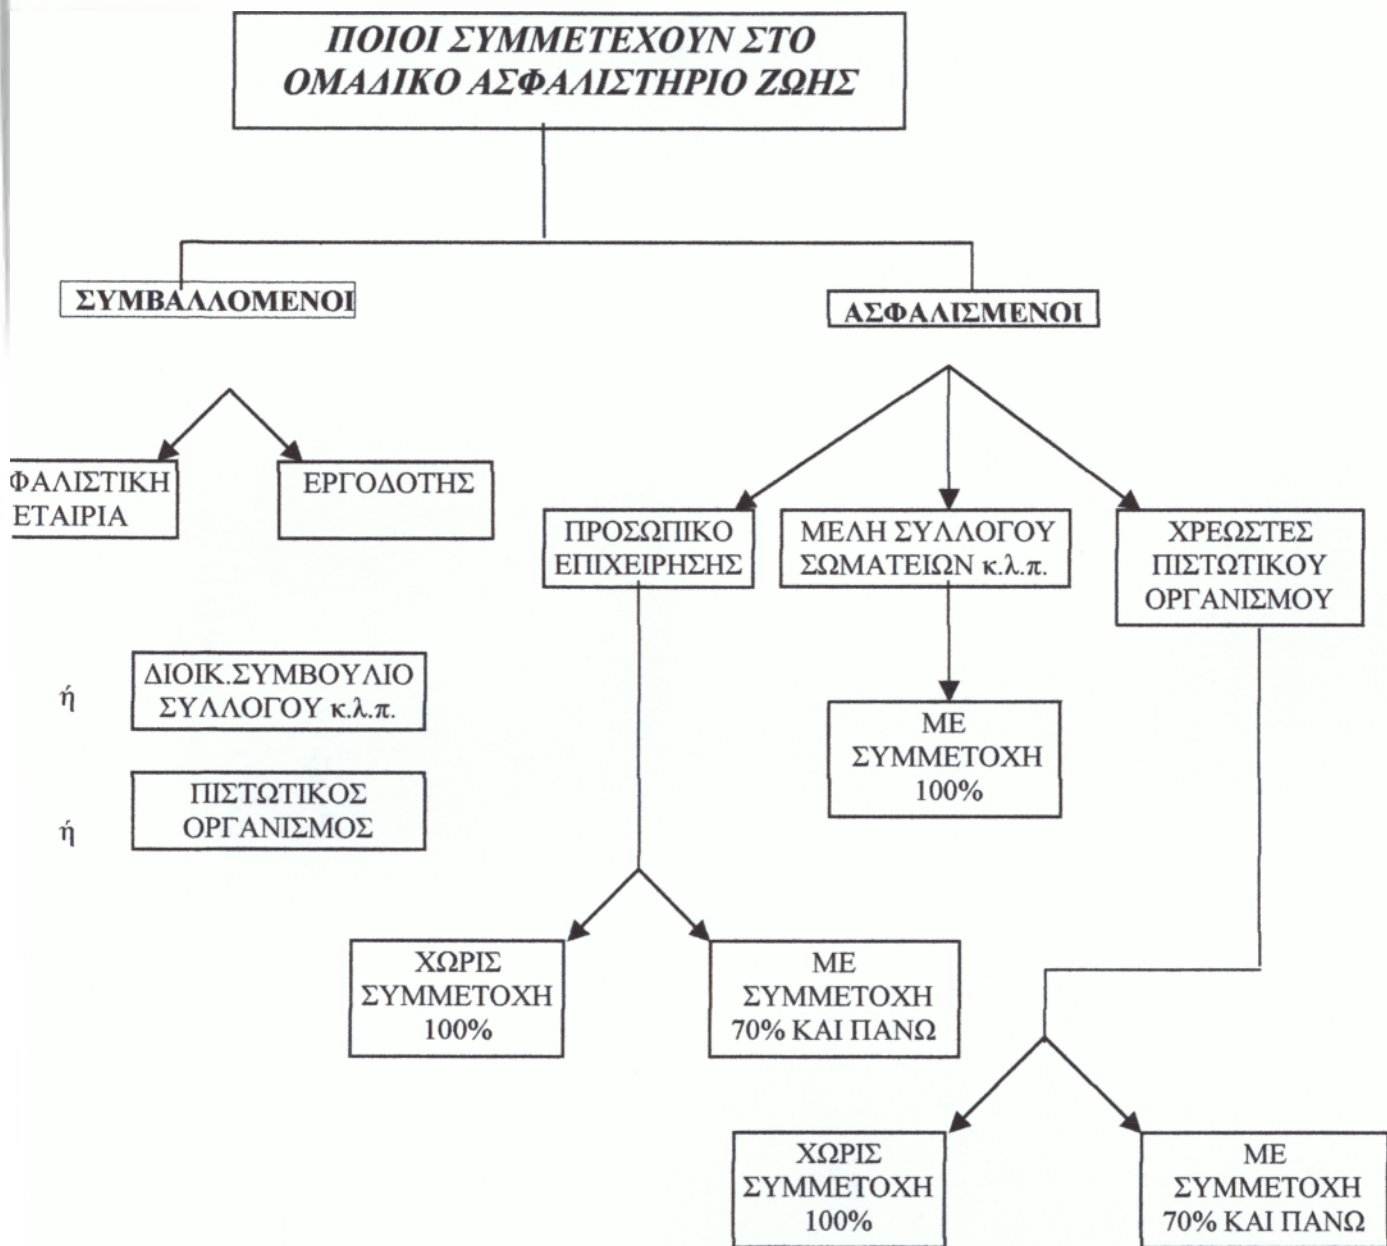 ΠΟΙΟΙ ΣΥΜΜΕΤΕΧΟΥΝ ΣΤΟ
ΟΜΑΔΙΚΟ ΑΣΦΑΛΙΣΤΗΡΙΟ ΖΩΗΣ
ΣΥΜΒΑΛΛΟΜΕΝΟΙ
ΑΣΦΑΛΙΣΜΕΝΟΙ
ΦΑΛΙΣΤΙΚΗ
ΕΤΑΙΡΙΑ
ΕΡΓΟΔΟΤΗΣ
ΠΡΟΣΩΠΙΚΟ
ΕΠΙΧΕΙΡΗΣΗΣ
ΜΕΛΗ ΣΥΛΛΟΓΟΥ
ΣΩΜΑΤΕΙΩΝ κ.λ.π.
ΧΡΕΩΣΤΕΣ
ΠΙΣΤΩΤΙΚΟΥ
ΟΡΓΑΝΙΣΜΟΥ
ή
ΔΙΟΙΚ.ΣΥΜΒΟΥΛΙΟ
ΣΥΛΛΟΓΟΥ κ.λ.π.
ΜΕ
ΣΥΜΜΕΤΟΧΗ
100%
ή
ΠΙΣΤΩΤΙΚΟΣ
ΟΡΓΑΝΙΣΜΟΣ
ΧΩΡΙΣ
ΣΥΜΜΕΤΟΧΗ
100%
ΜΕ
ΣΥΜΜΕΤΟΧΗ
70% ΚΑΙ ΠΑΝΩ
ΧΩΡΙΣ
ΣΥΜΜΕΤΟΧΗ
100%
ΜΕ
ΣΥΜΜΕΤΟΧΗ
70% ΚΑΙ ΠΑΝΩ